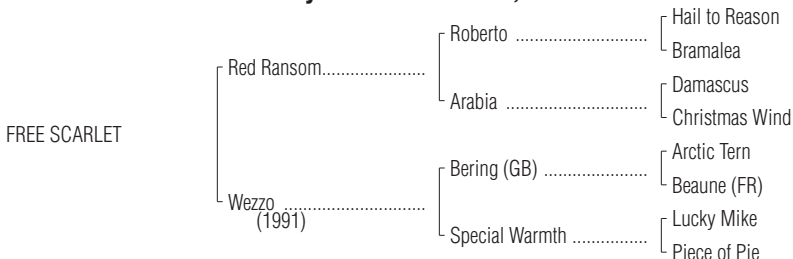 Hail to Reason
Roberto ............................
Bramalea
Red Ransom......................
Damascus
Arabia ..............................
Christmas Wind
FREE SCARLET
Arctic Tern
Bering (GB) ......................
Beaune (FR)
Wezzo ..............................
(1991)
Lucky Mike
Special Warmth ................
Piece of Pie